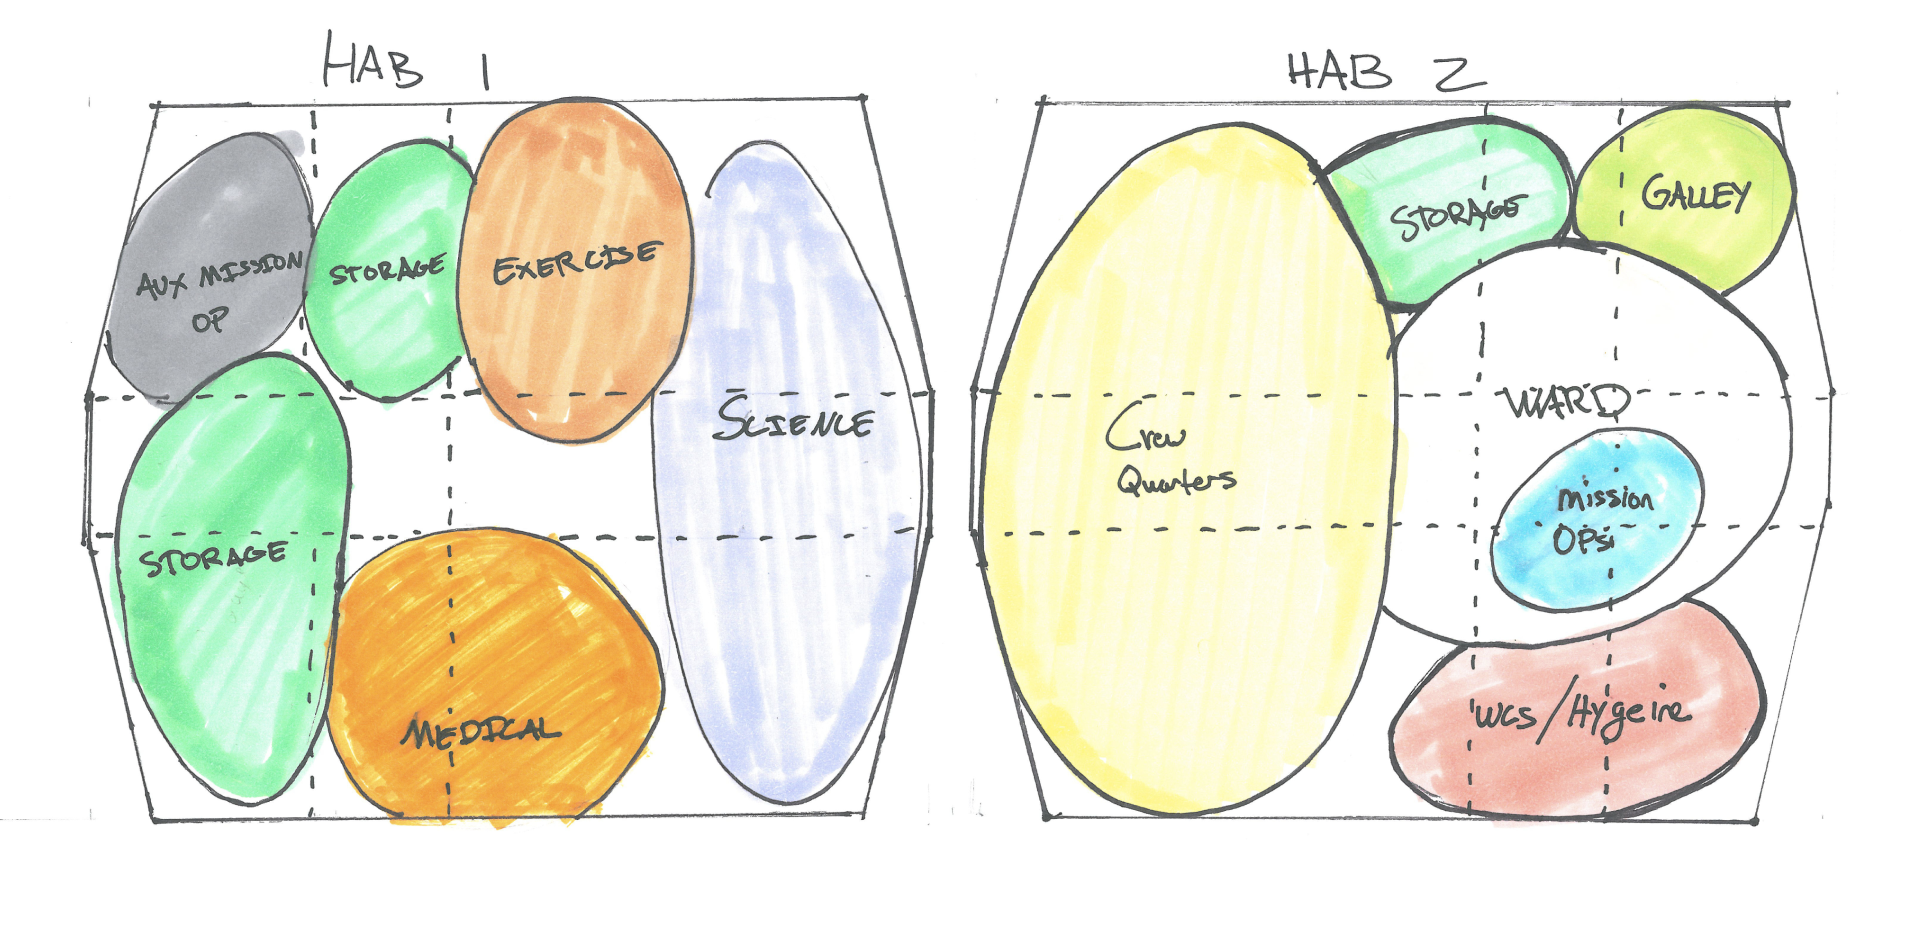 HAB 1
AUX MISSION
OP
STORAGE
EXERCISE
SCIENCE
STORAGE
MEDICAL
HAB 2
STORAGE
GALLEY
WARD
Crew
Quarters
mission
OPS
WCS/Hygeine